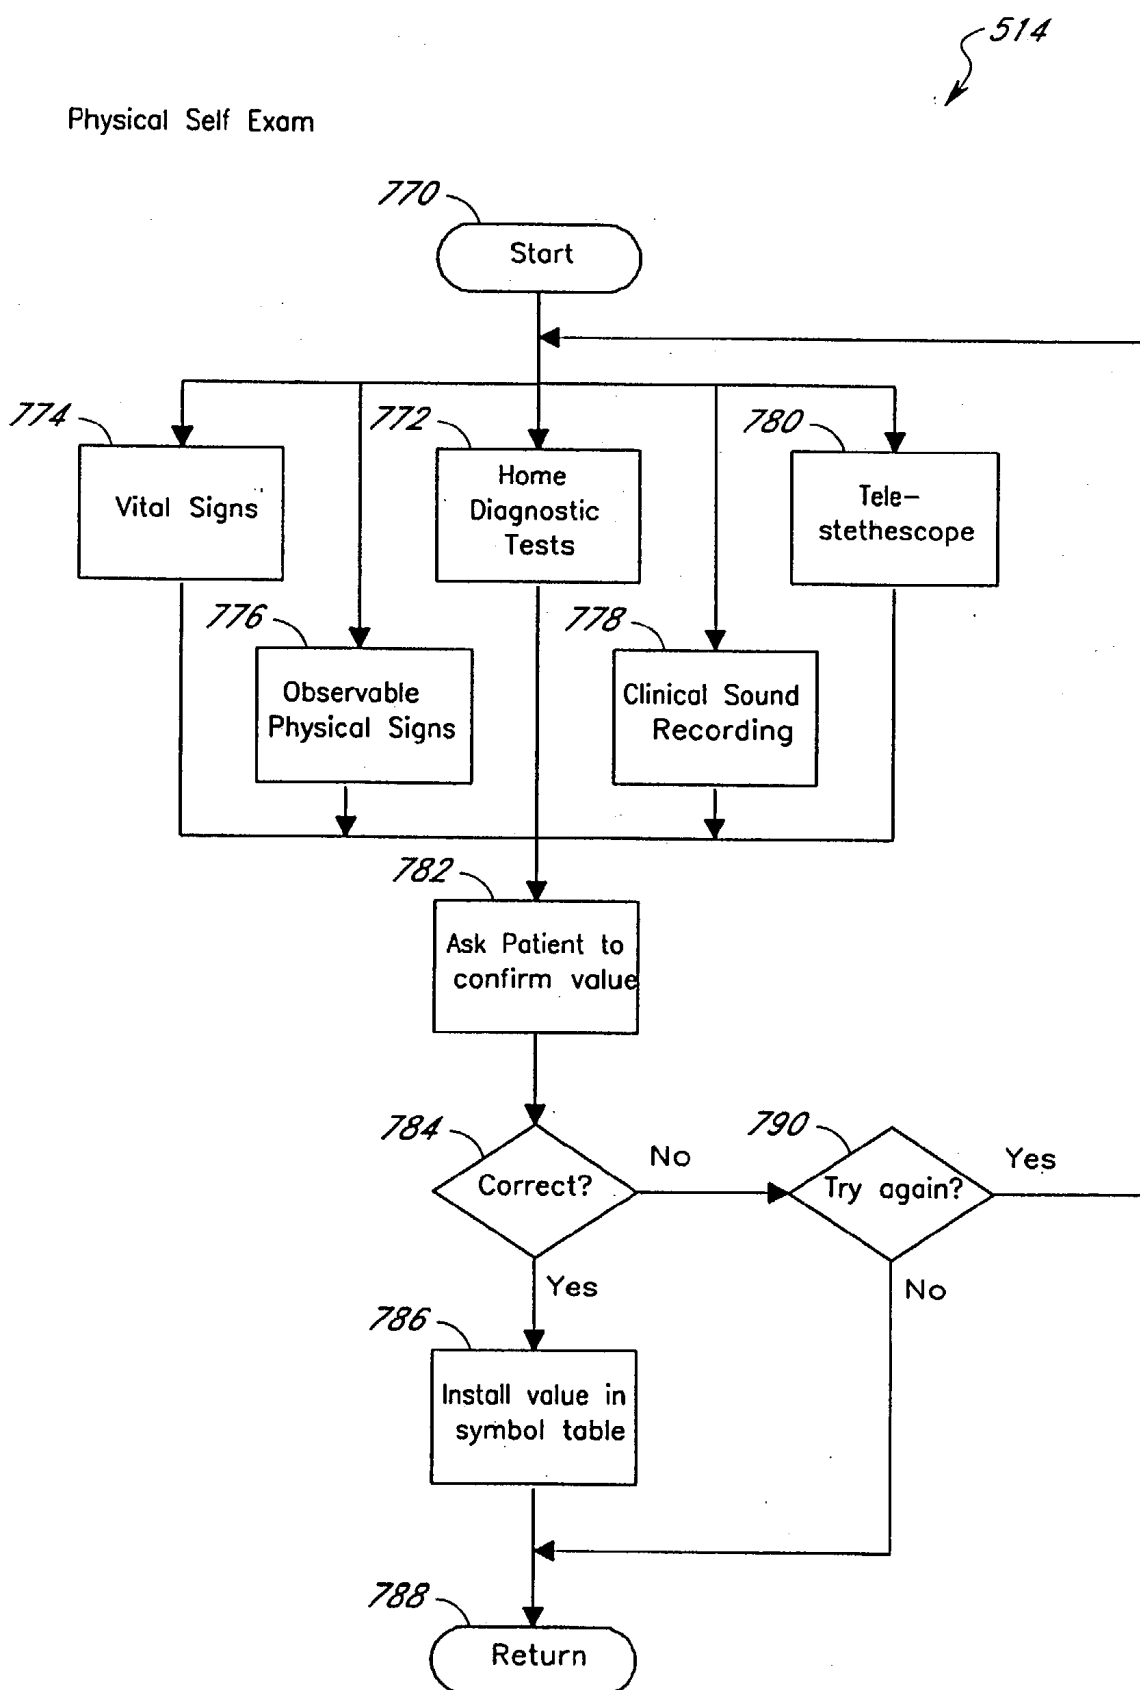 514
Physical Self Exam
770
Start
774
772
780
Vital Signs
Home
Diagnostic
Tests
Tele-
stethescope
776
778
Observable
Physical Signs
Clinical Sound
Recording
782
Ask Patient to
confirm value
784
Correct?
No
790
Try again?
Yes
Yes
No
786
Install value in
symbol table
788
Return